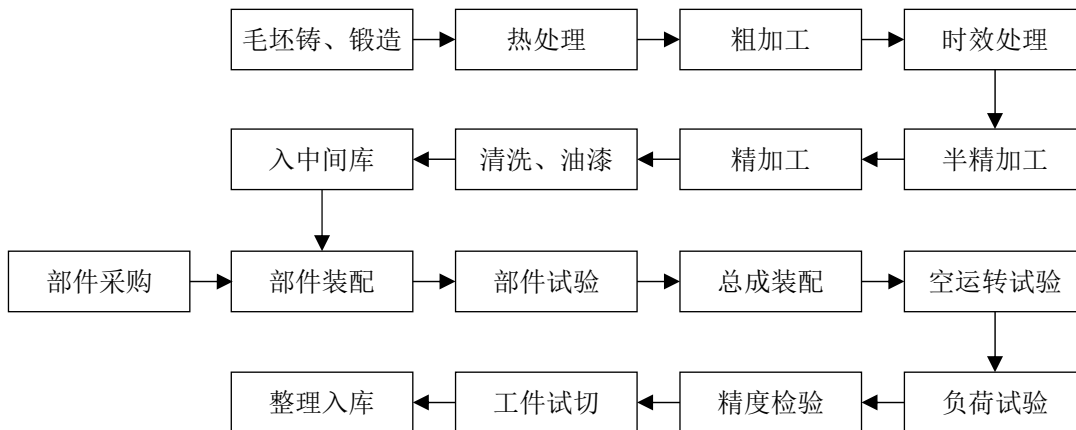 毛坯铸、锻造
热处理
粗加工
时效处理
半精加工
精加工
清洗、油漆
入中间库
部件采购
部件装配
部件试验
总成装配
空运转试验
负荷试验
精度检验
工件试切
整理入库